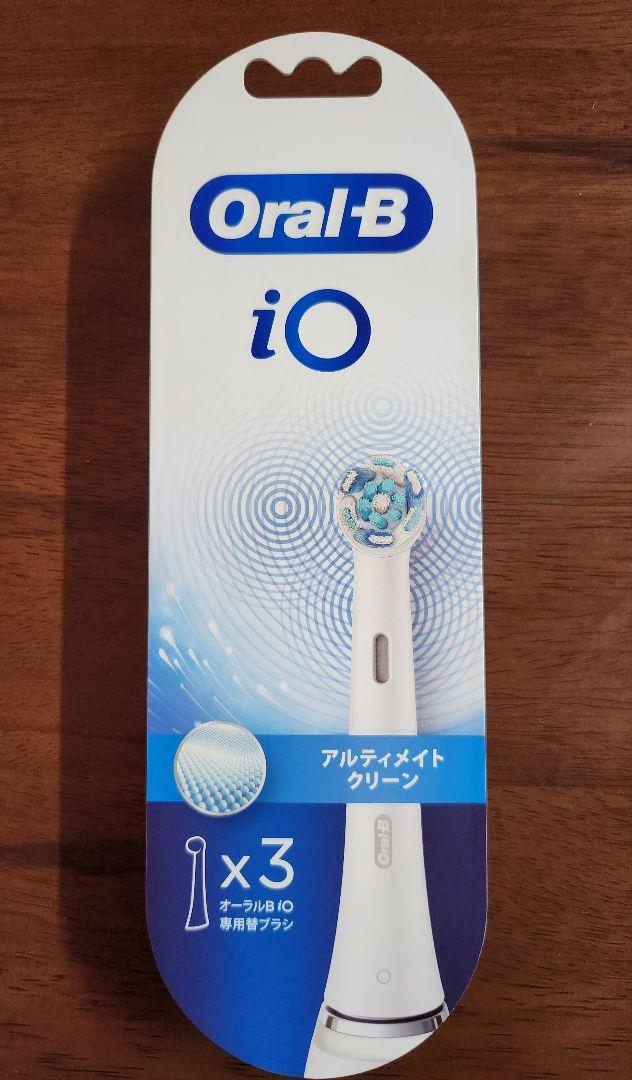 Oral-B
iO
アルティメイト
クリーン
Oral-B
x3
オーラルB iO
専用替ブラシ